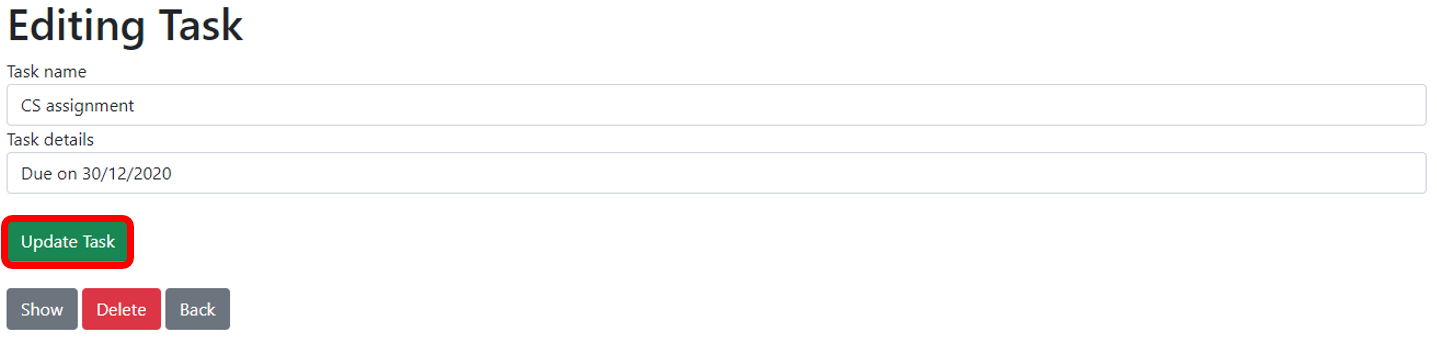 Editing Task
Task name
CS assignment
Task details
Due on 30/12/2020
Update Task
Show Delete Back